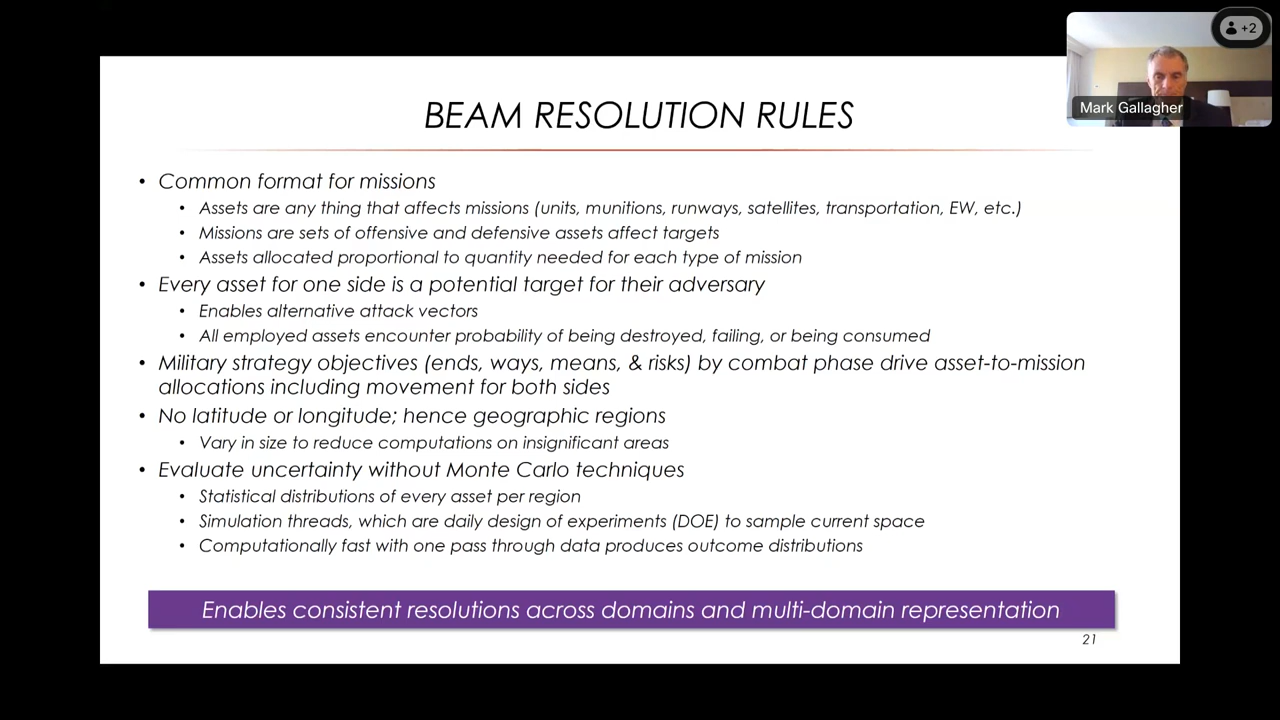 +2
Mark Gallagher
BEAM RESOLUTION RULES
• Common format for missions
• Assets are any thing that affects missions (units, munitions, runways, satellites, transportation, EW, etc.)
• Missions are sets of offensive and defensive assets affect targets
• Assets allocated proportional to quantity needed for each type of mission
• Every asset for one side is a potential target for their adversary
• Enables alternative attack vectors
• All employed assets encounter probability of being destroyed, failing, or being consumed
• Military strategy objectives (ends, ways, means, & risks) by combat phase drive asset-to-mission
allocations including movement for both sides
• No latitude or longitude; hence geographic regions
• Vary in size to reduce computations on insignificant areas
• Evaluate uncertainty without Monte Carlo techniques
• Statistical distributions of every asset per region
• Simulation threads, which are daily design of experiments (DOE) to sample current space
• Computationally fast with one pass through data produces outcome distributions
Enables consistent resolutions across domains and multi-domain representation
21